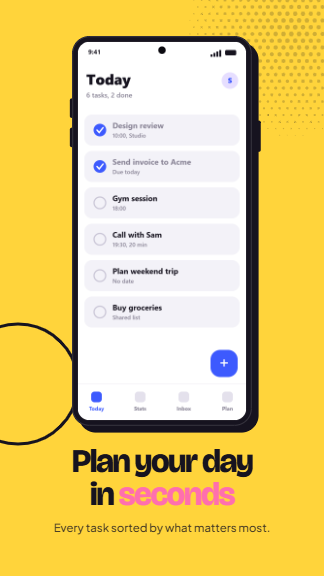 9:41
Today
6 tasks, 2 done
S
Design review
10:00, Studio
Send invoice to Acme
Due today
Gym session
18:00
Call with Sam
19:30, 20 min
Plan weekend trip
No date
Buy groceries
Shared list
+
Today
Stats
Inbox
Plan
Plan your day
in seconds
Every task sorted by what matters most.